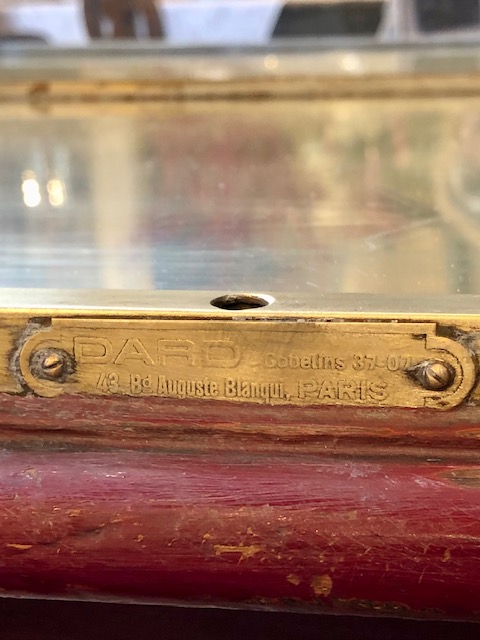 PARD Gobelins 37-07
43 Bd Auguste Blanqui, PARIS